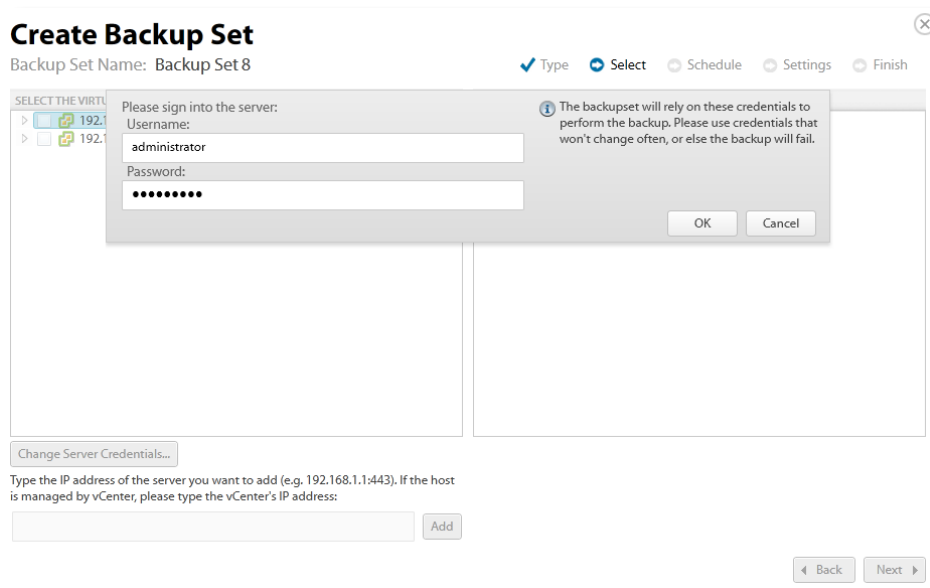 Create Backup Set
Backup Set Name: Backup Set 8
Type Select Schedule Settings Finish
SELECT THE
Please sign into the server:
Username:
administrator
Password:
The backupset will rely on these credentials to
perform the backup. Please use credentials that
won't change often, or else the backup will fail.
OK Cancel
192.1
192.1
Change Server Credentials...
Type the IP address of the server you want to add (e.g. 192.168.1.1:443). If the host
is managed by vCenter, please type the vCenter's IP address:
Add
Back Next